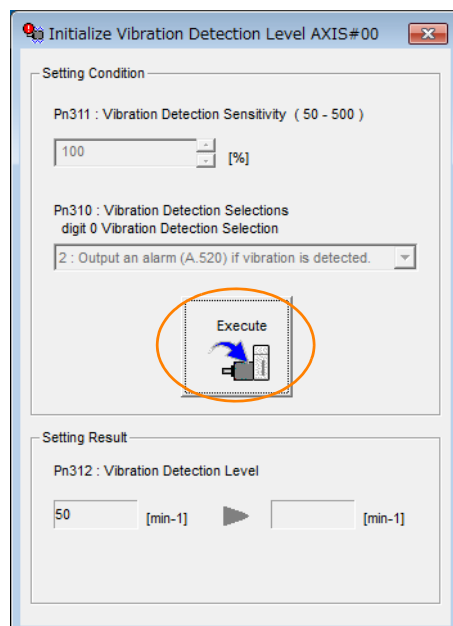 Initialize Vibration Detection Level AXIS#00
Setting Condition
Pn311 : Vibration Detection Sensitivity ( 50 - 500 )
100
[%]
Pn310 : Vibration Detection Selections
digit 0 Vibration Detection Selection
2 : Output an alarm (A.520) if vibration is detected.
Execute
Setting Result
Pn312 : Vibration Detection Level
50 [min-1] [min-1]